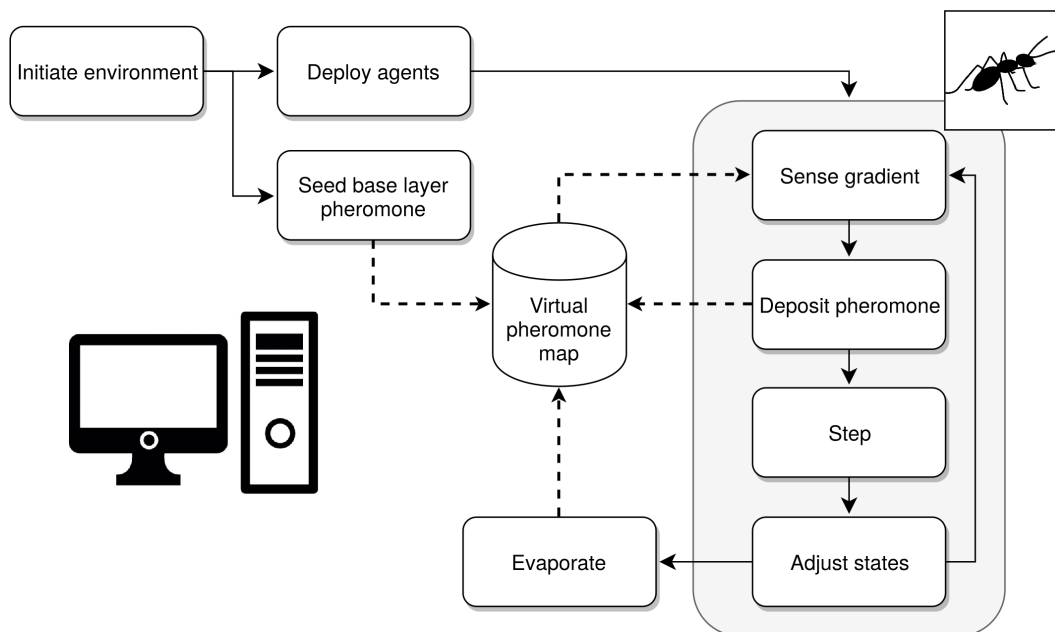 Initiate environment
Deploy agents
Seed base layer
pheromone
Sense gradient
Virtual
pheromone
map
Deposit pheromone
Step
Evaporate
Adjust states